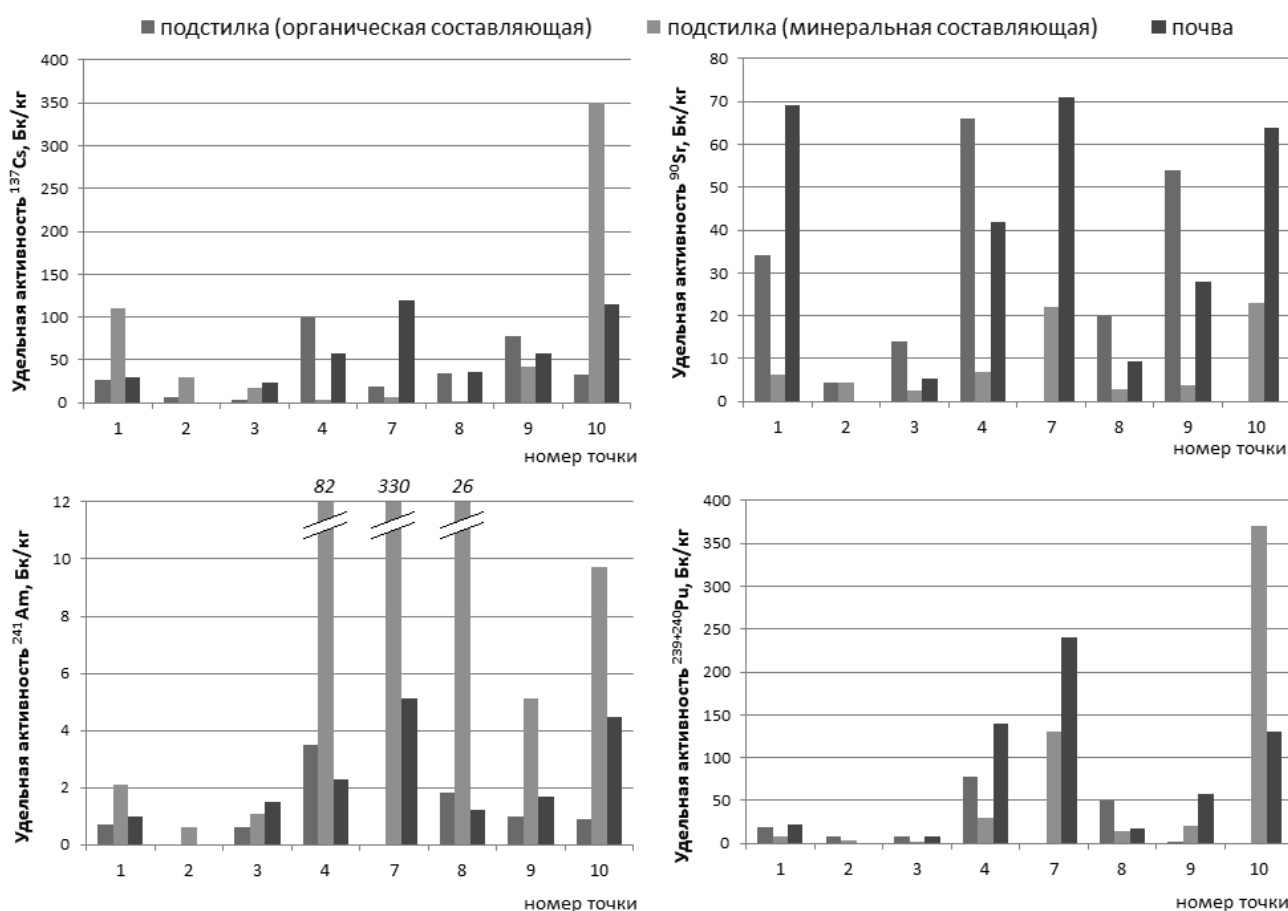 подстилка (органическая составляющая) подстилка (минеральная составляющая) почва
Удельная активность ¹³⁷Cs, Бк/кг
400
350
300
250
200
150
100
50
0
1 2 3 4 7 8 9 10
номер точки
Удельная активность ⁹⁰Sr, Бк/кг
80
70
60
50
40
30
20
10
0
1 2 3 4 7 8 9 10
номер точки
Удельная активность ²⁴¹Am, Бк/кг
82 330 26
12
10
8
6
4
2
0
1 2 3 4 7 8 9 10
номер точки
Удельная активность ²³⁹⁺²⁴⁰Pu, Бк/кг
400
350
300
250
200
150
100
50
0
1 2 3 4 7 8 9 10
номер точки